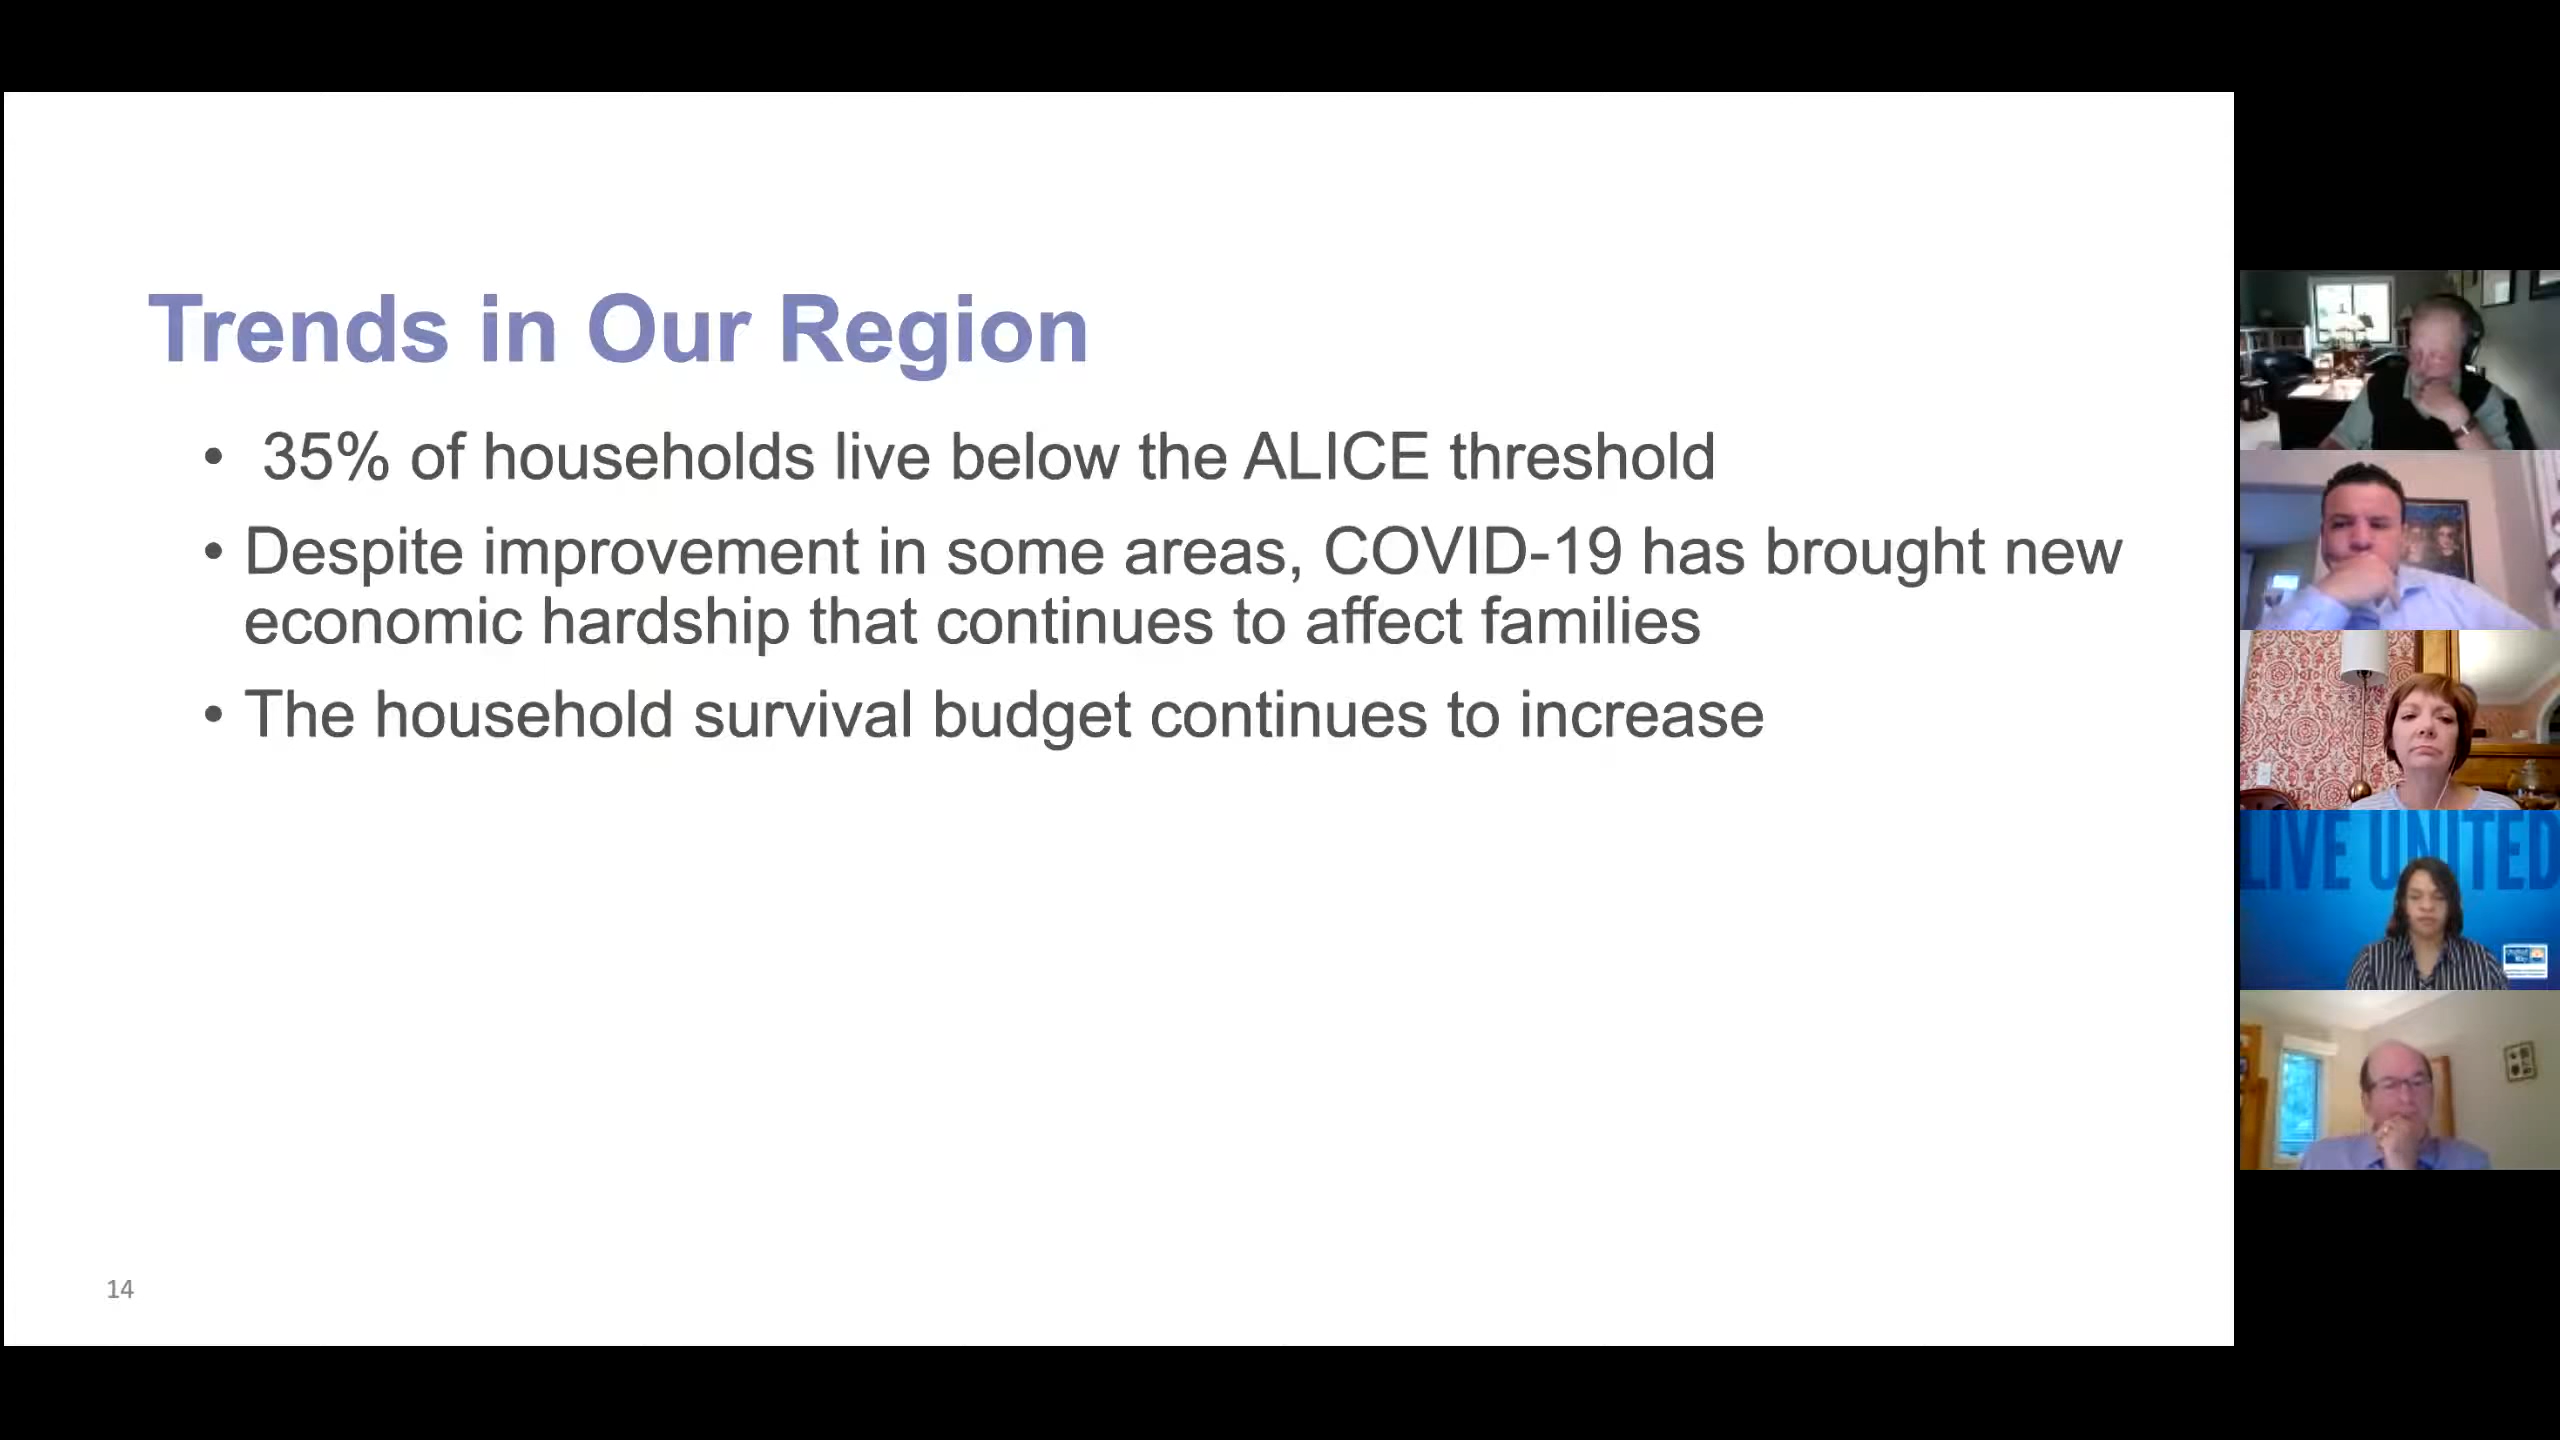 Trends in Our Region
• 35% of households live below the ALICE threshold
• Despite improvement in some areas, COVID-19 has brought new
economic hardship that continues to affect families
• The household survival budget continues to increase
14
LIVE UNITED